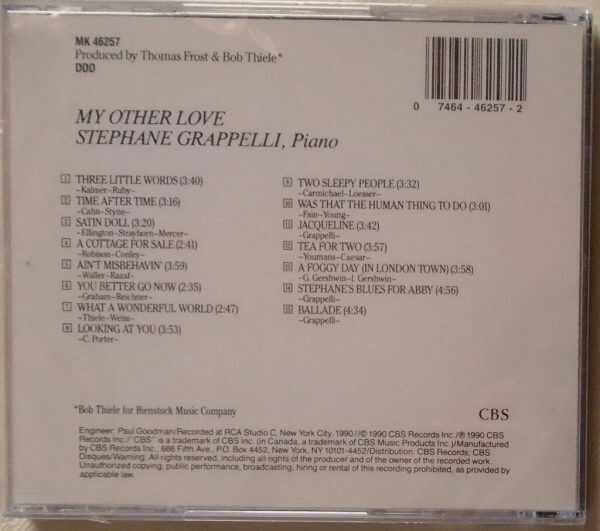 MK 46257
Produced by Thomas Frost & Bob Thiele*
DDD
0 7464-46257-2
MY OTHER LOVE
STEPHANE GRAPPELLI, Piano
1 THREE LITTLE WORDS (3:40)
–Kalmer–Ruby–
2 TIME AFTER TIME (3:16)
–Cahn–Styne–
3 SATIN DOLL (3:20)
–Ellington–Strayhorn–Mercer–
4 A COTTAGE FOR SALE (2:41)
–Robison–Conley–
5 AIN'T MISBEHAVIN' (3:59)
–Waller–Razaf–
6 YOU BETTER GO NOW (2:35)
–Graham–Reichner–
7 WHAT A WONDERFUL WORLD (2:47)
–Thiele–Weiss–
8 LOOKING AT YOU (3:53)
–C. Porter–
9 TWO SLEEPY PEOPLE (3:32)
–Carmichael–Loesser–
10 WAS THAT THE HUMAN THING TO DO (3:01)
–Fain–Young–
11 JACQUELINE (3:42)
–Grappelli–
12 TEA FOR TWO (3:57)
–Youmans–Caesar–
13 A FOGGY DAY (IN LONDON TOWN) (3:58)
–G. Gershwin–I. Gershwin–
14 STEPHANE'S BLUES FOR ABBY (4:56)
–Grappelli–
15 BALLADE (4:34)
–Grappelli–
*Bob Thiele for Bienstock Music Company
CBS
Engineer: Paul Goodman/Recorded at RCA Studio C, New York City, 1990//© 1990 CBS Records Inc./℗ 1990 CBS
Records Inc./"CBS" is a trademark of CBS Inc. (in Canada, a trademark of CBS Music Products Inc.)/Manufactured
by CBS Records Inc., 666 Fifth Ave., P.O. Box 4452, New York, NY 10101-4452/Distribution: CBS Records; CBS
Disques/Warning: All rights reserved, including all rights of the producer and of the owner of the recorded work.
Unauthorized copying, public performance, broadcasting, hiring or rental of this recording prohibited, as provided by
applicable law.